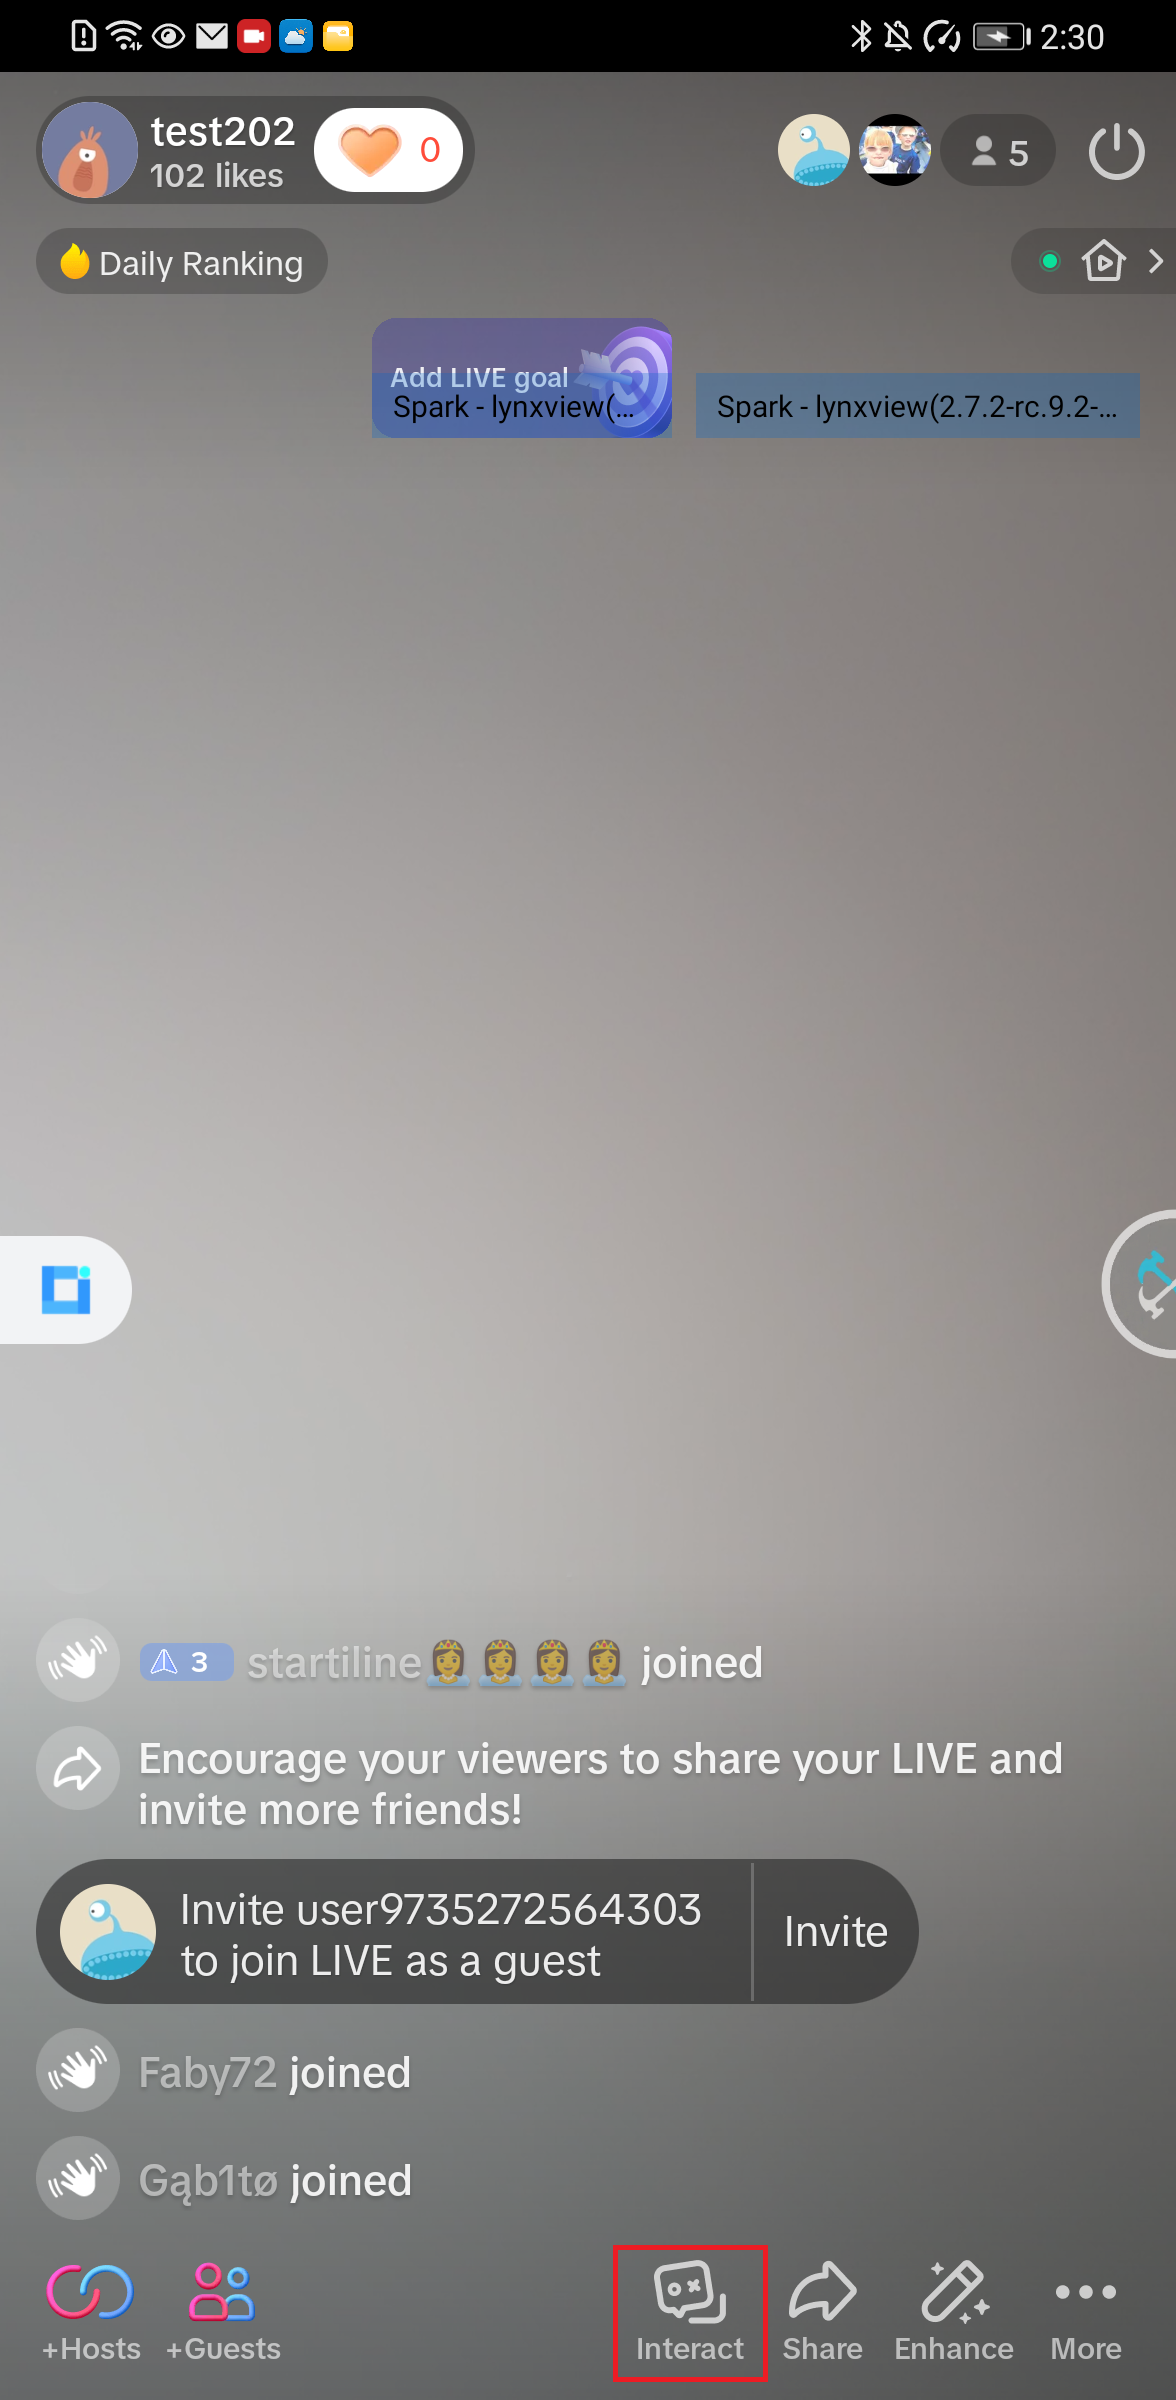 2:30
test202
102 likes
0
5
Daily Ranking
Add LIVE goal
Spark - lynxview(...
Spark - lynxview(2.7.2-rc.9.2-...
3 startiline👸👸👸👸 joined
Encourage your viewers to share your LIVE and
invite more friends!
Invite user9735272564303
to join LIVE as a guest
Invite
Faby72 joined
Gąb1tø joined
+Hosts
+Guests
Interact
Share
Enhance
More